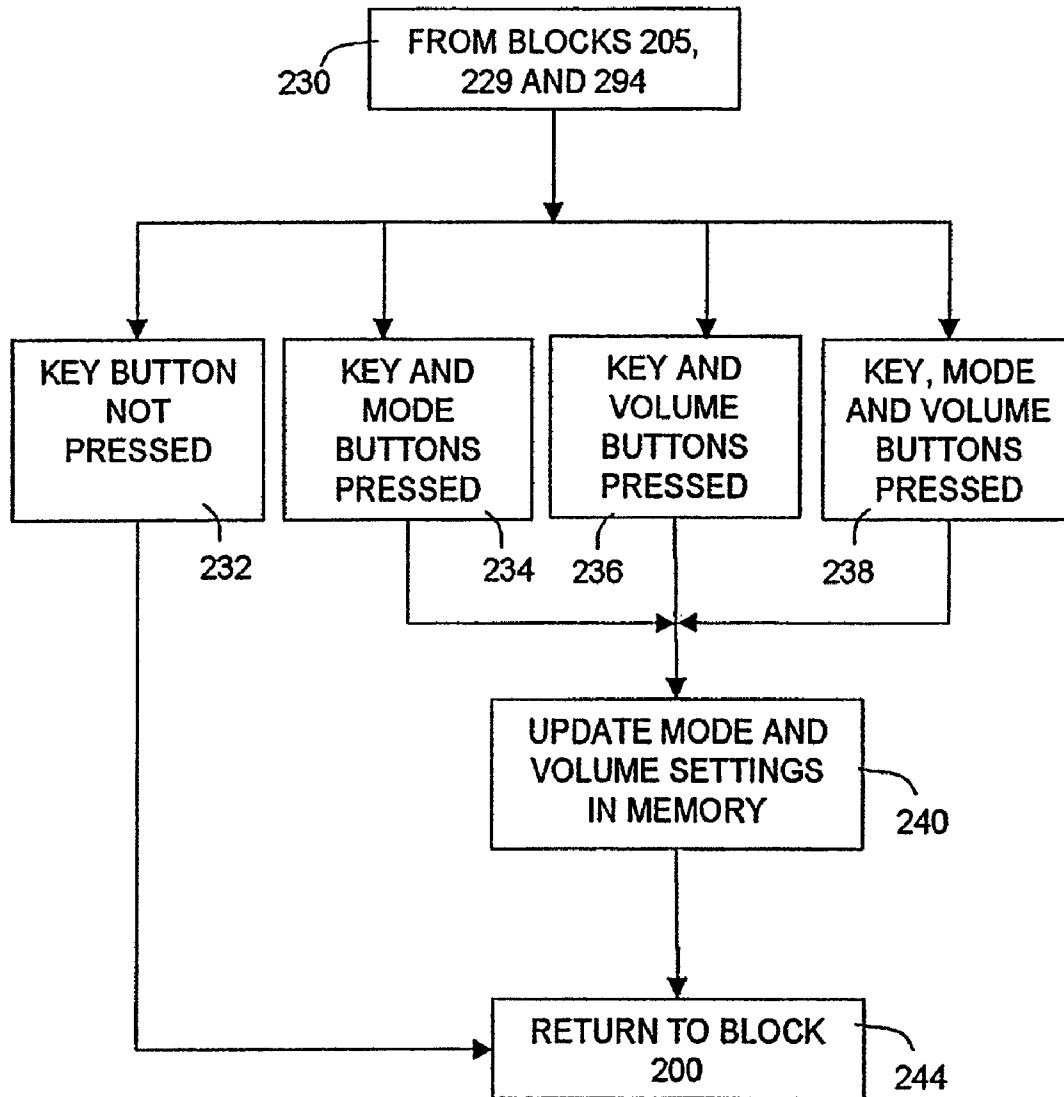 FROM BLOCKS 205,
229 AND 294
230
KEY BUTTON
NOT
PRESSED
232
KEY AND
MODE
BUTTONS
PRESSED
234
KEY AND
VOLUME
BUTTONS
PRESSED
236
KEY, MODE
AND VOLUME
BUTTONS
PRESSED
238
UPDATE MODE AND
VOLUME SETTINGS
IN MEMORY
240
RETURN TO BLOCK
200
244